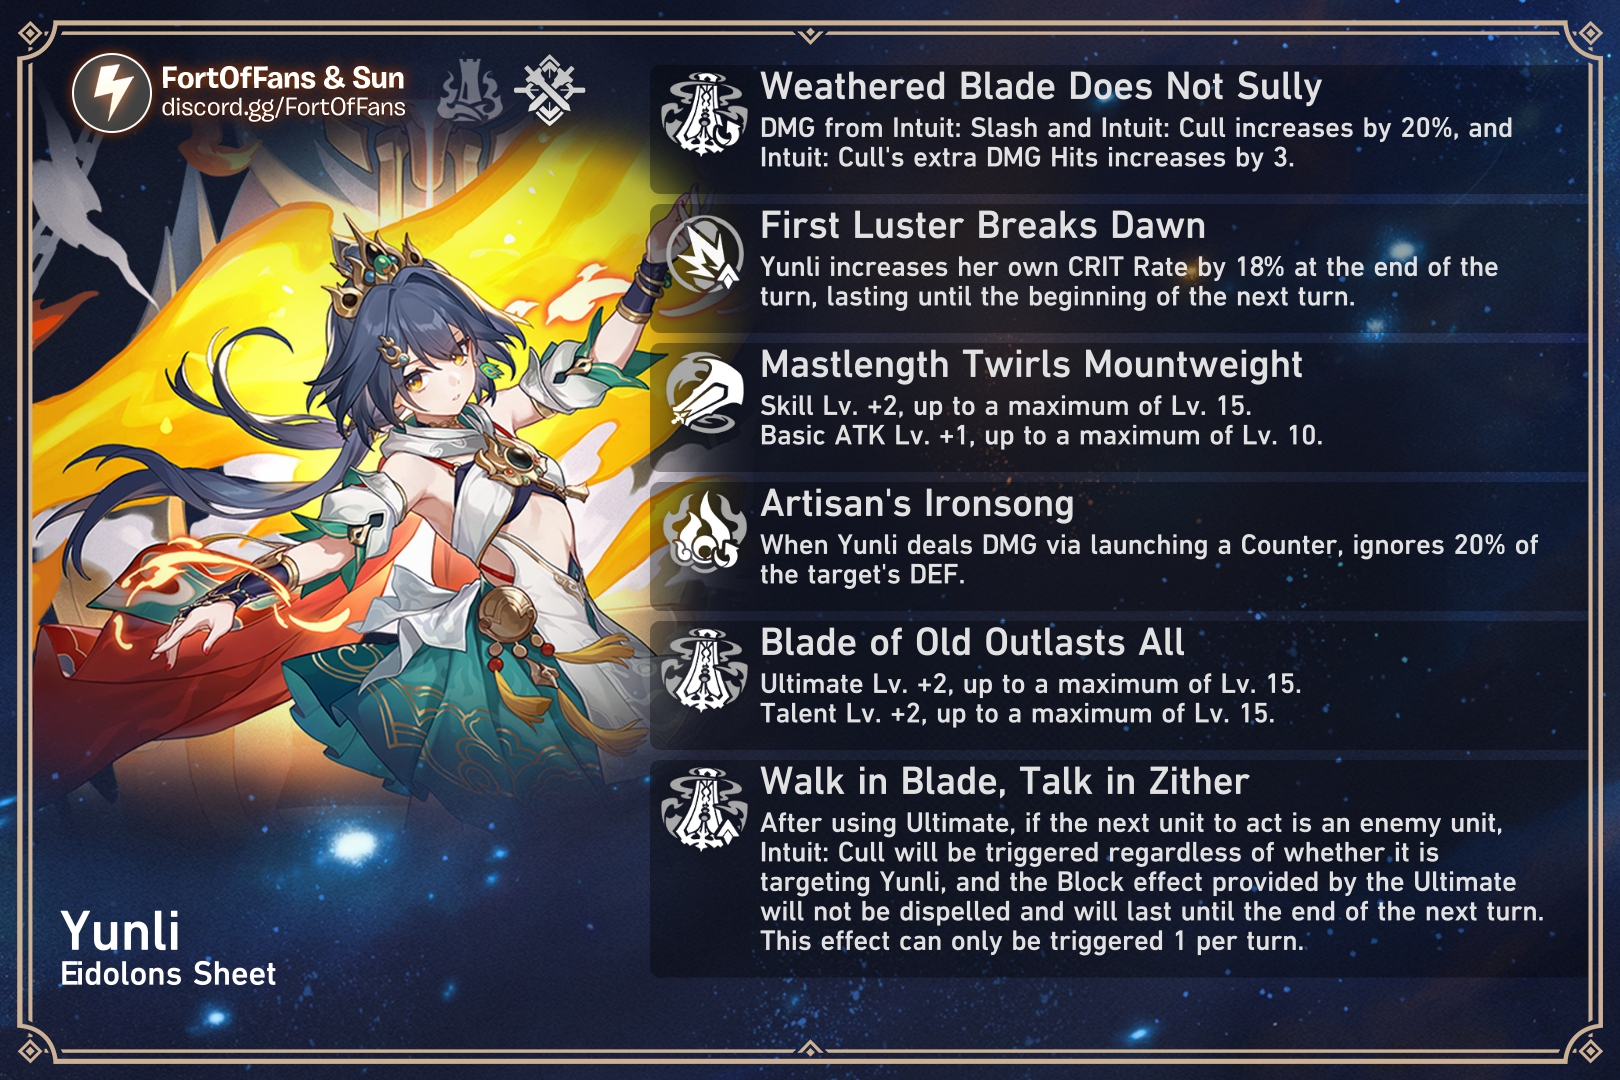 FortOfFans & Sun
discord.gg/FortOfFans
Weathered Blade Does Not Sully
DMG from Intuit: Slash and Intuit: Cull increases by 20%, and
Intuit: Cull's extra DMG Hits increases by 3.
First Luster Breaks Dawn
Yunli increases her own CRIT Rate by 18% at the end of the
turn, lasting until the beginning of the next turn.
Mastlength Twirls Mountweight
Skill Lv. +2, up to a maximum of Lv. 15.
Basic ATK Lv. +1, up to a maximum of Lv. 10.
Artisan's Ironsong
When Yunli deals DMG via launching a Counter, ignores 20% of
the target's DEF.
Blade of Old Outlasts All
Ultimate Lv. +2, up to a maximum of Lv. 15.
Talent Lv. +2, up to a maximum of Lv. 15.
Walk in Blade, Talk in Zither
After using Ultimate, if the next unit to act is an enemy unit,
Intuit: Cull will be triggered regardless of whether it is
targeting Yunli, and the Block effect provided by the Ultimate
will not be dispelled and will last until the end of the next turn.
This effect can only be triggered 1 per turn.
Yunli
Eidolons Sheet